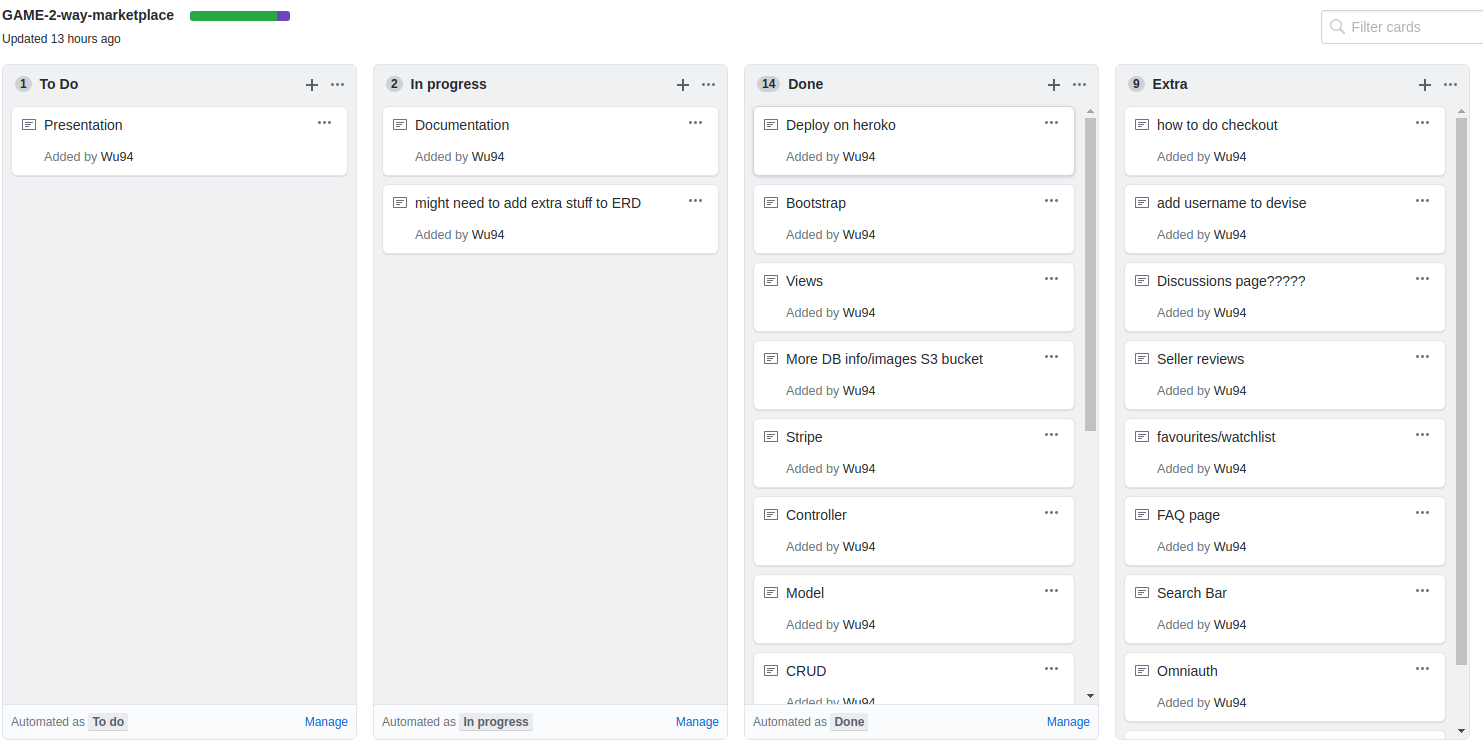 GAME-2-way-marketplace
Updated 13 hours ago
Filter cards
1 To Do
Presentation
Added by Wu94
Automated as To do Manage
2 In progress
Documentation
Added by Wu94
might need to add extra stuff to ERD
Added by Wu94
Automated as In progress Manage
14 Done
Deploy on heroko
Added by Wu94
Bootstrap
Added by Wu94
Views
Added by Wu94
More DB info/images S3 bucket
Added by Wu94
Stripe
Added by Wu94
Controller
Added by Wu94
Model
Added by Wu94
CRUD
Added by Wu94
Automated as Done Manage
9 Extra
how to do checkout
Added by Wu94
add username to devise
Added by Wu94
Discussions page?????
Added by Wu94
Seller reviews
Added by Wu94
favourites/watchlist
Added by Wu94
FAQ page
Added by Wu94
Search Bar
Added by Wu94
Omniauth
Added by Wu94